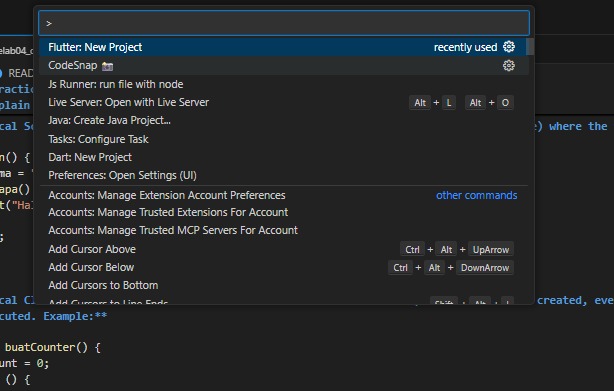 >
Flutter: New Project recently used
elab04_c
CodeSnap 📸
READ
Js Runner: run file with node
ractic
Live Server: Open with Live Server Alt + L Alt + O
plain
Java: Create Java Project...
cal Sc e) where the
Tasks: Configure Task
Dart: New Project
n() {
Preferences: Open Settings (UI)
ma = '
apa()
Accounts: Manage Extension Account Preferences other commands
t("Hal
Accounts: Manage Trusted Extensions For Account
Accounts: Manage Trusted MCP Servers For Account
;
Add Cursor Above Ctrl + Alt + UpArrow
Add Cursor Below Ctrl + Alt + DownArrow
Add Cursors to Bottom
Add Cursors to Line Ends Shift + Alt + I
cal Cl created, eve
cuted. Example:**
buatCounter() {
unt = 0;
() {